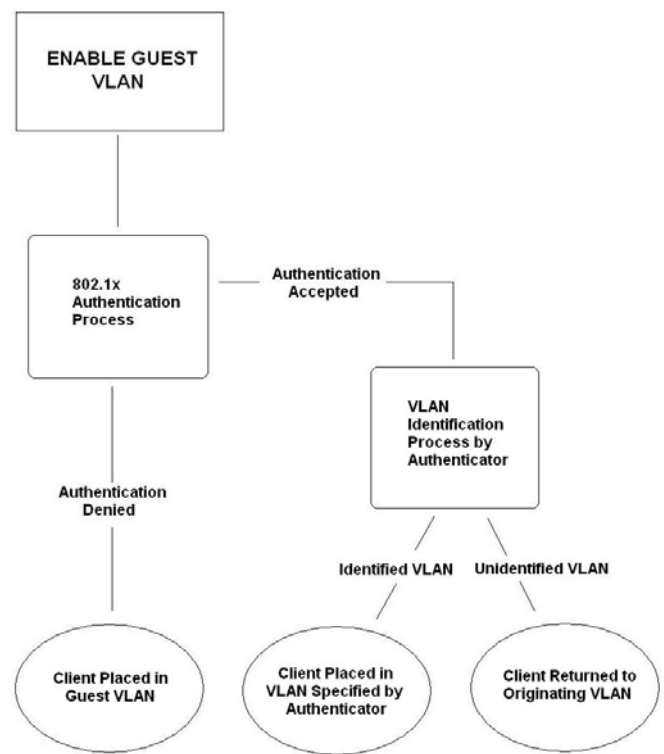 ENABLE GUEST
VLAN
802.1x
Authentication
Process
Authentication
Accepted
VLAN
Identification
Process by
Authenticator
Authentication
Denied
Identified VLAN
Unidentified VLAN
Client Placed in
Guest VLAN
Client Placed in
VLAN Specified by
Authenticator
Client Returned to
Originating VLAN